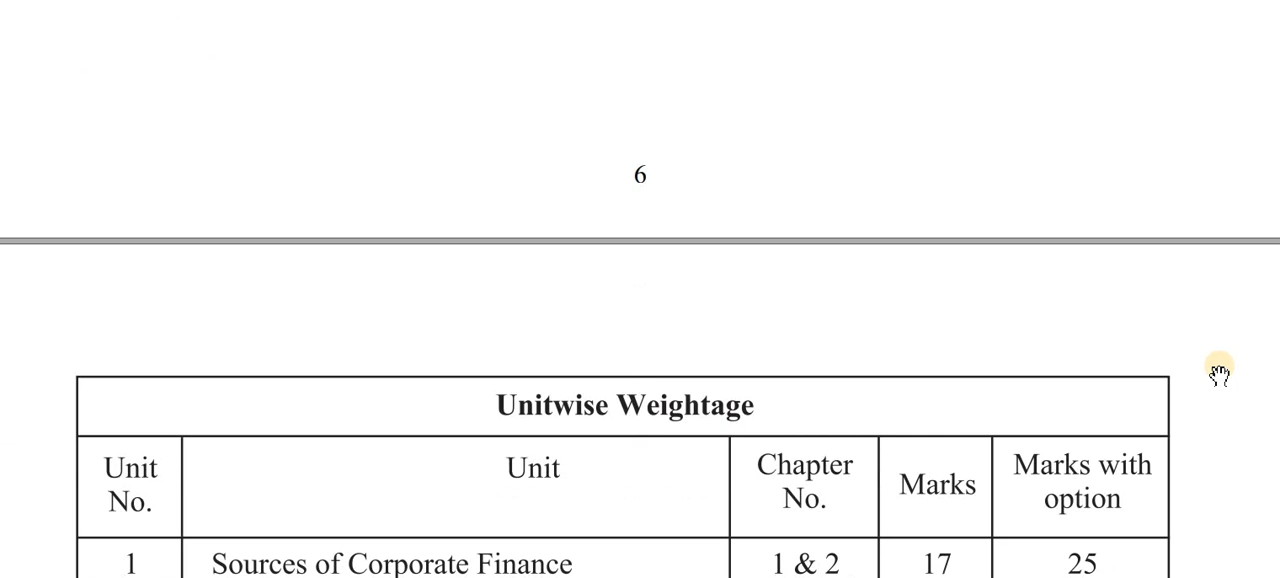 6
Unitwise Weightage
Unit No. Unit Chapter No. Marks Marks with option
1 Sources of Corporate Finance 1 & 2 17 25